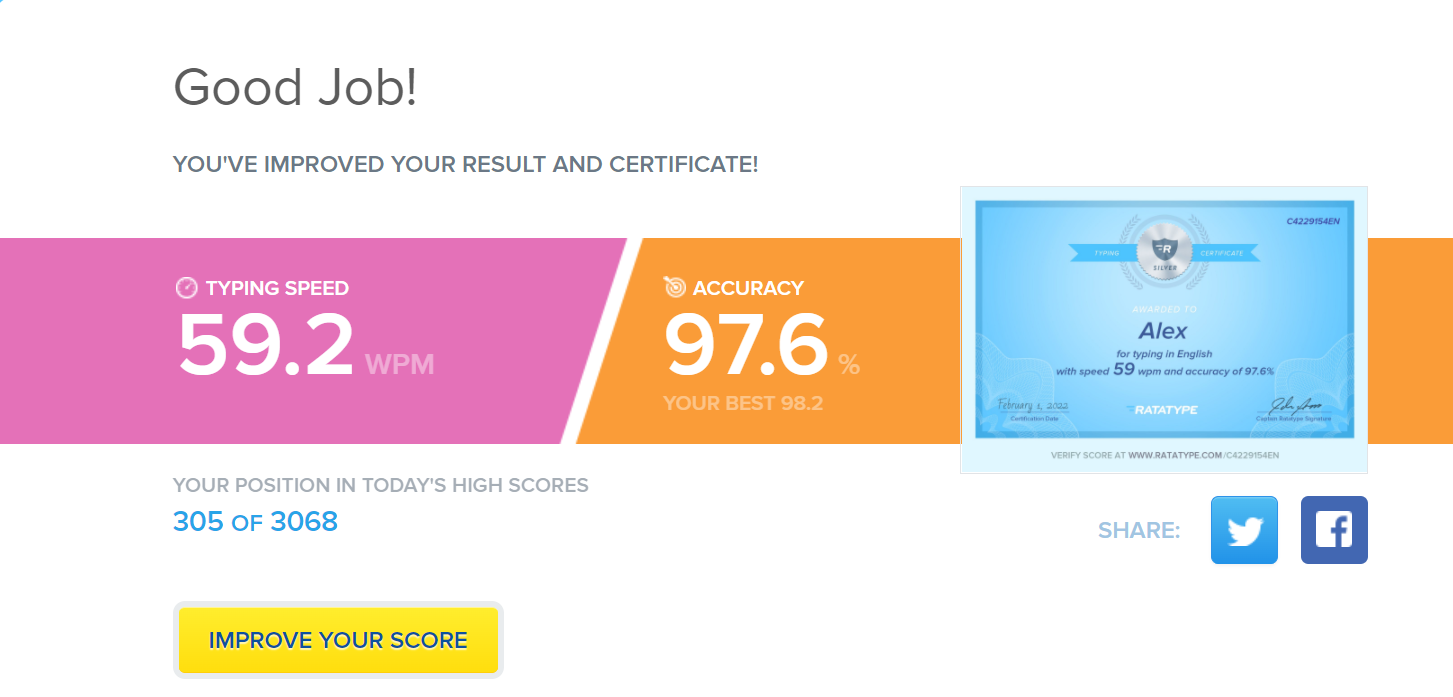 Good Job!
YOU'VE IMPROVED YOUR RESULT AND CERTIFICATE!
TYPING SPEED
59.2 WPM
ACCURACY
97.6 %
YOUR BEST 98.2
C4229154EN
TYPING
R
SILVER
CERTIFICATE
AWARDED TO
Alex
for typing in English
with speed 59 wpm and accuracy of 97.6%
February 1, 2022
Certification Date
RATATYPE
Captain Ratatype Signature
VERIFY SCORE AT WWW.RATATYPE.COM/C4229154EN
YOUR POSITION IN TODAY'S HIGH SCORES
305 OF 3068
SHARE:
IMPROVE YOUR SCORE